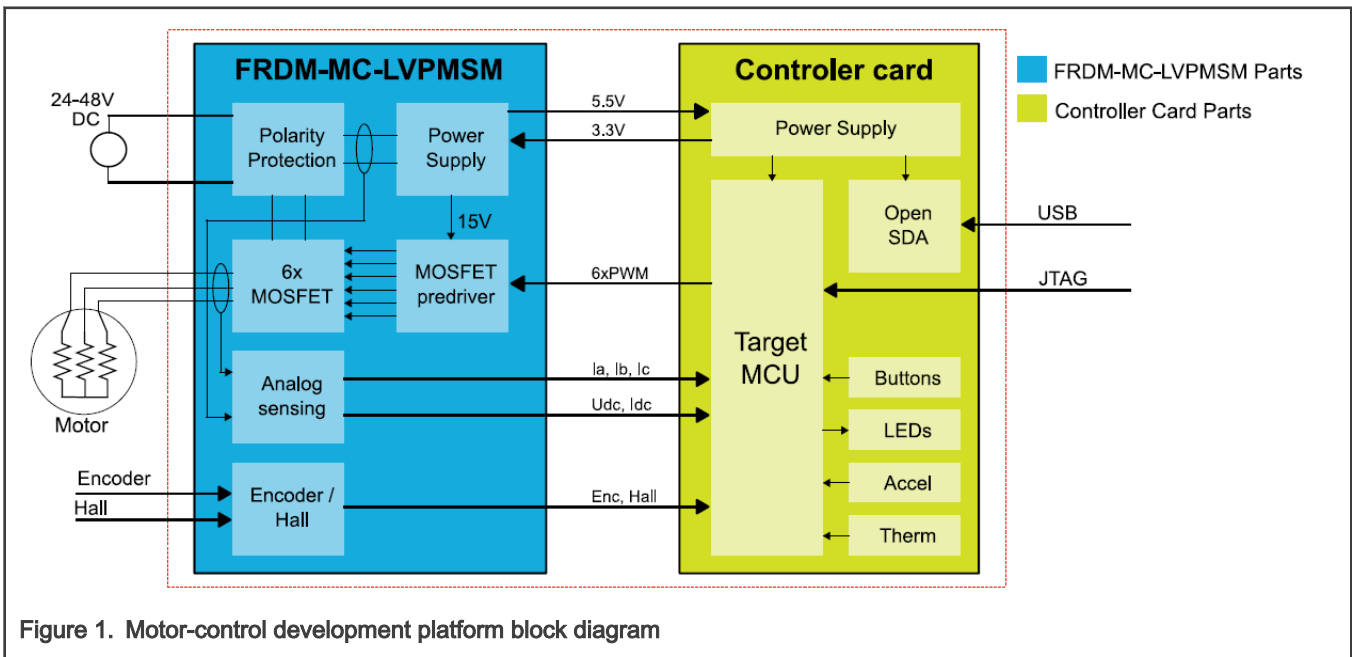 FRDM-MC-LVPMSM
Controler card
FRDM-MC-LVPMSM Parts
Controller Card Parts
24-48V
DC
Polarity
Protection
Power
Supply
5.5V
3.3V
Power Supply
15V
Open
SDA
USB
JTAG
6x
MOSFET
MOSFET
predriver
6xPWM
Target
MCU
Motor
Analog
sensing
Ia, Ib, Ic
Udc, Idc
Buttons
LEDs
Accel
Therm
Encoder
Hall
Encoder /
Hall
Enc, Hall
Figure 1. Motor-control development platform block diagram